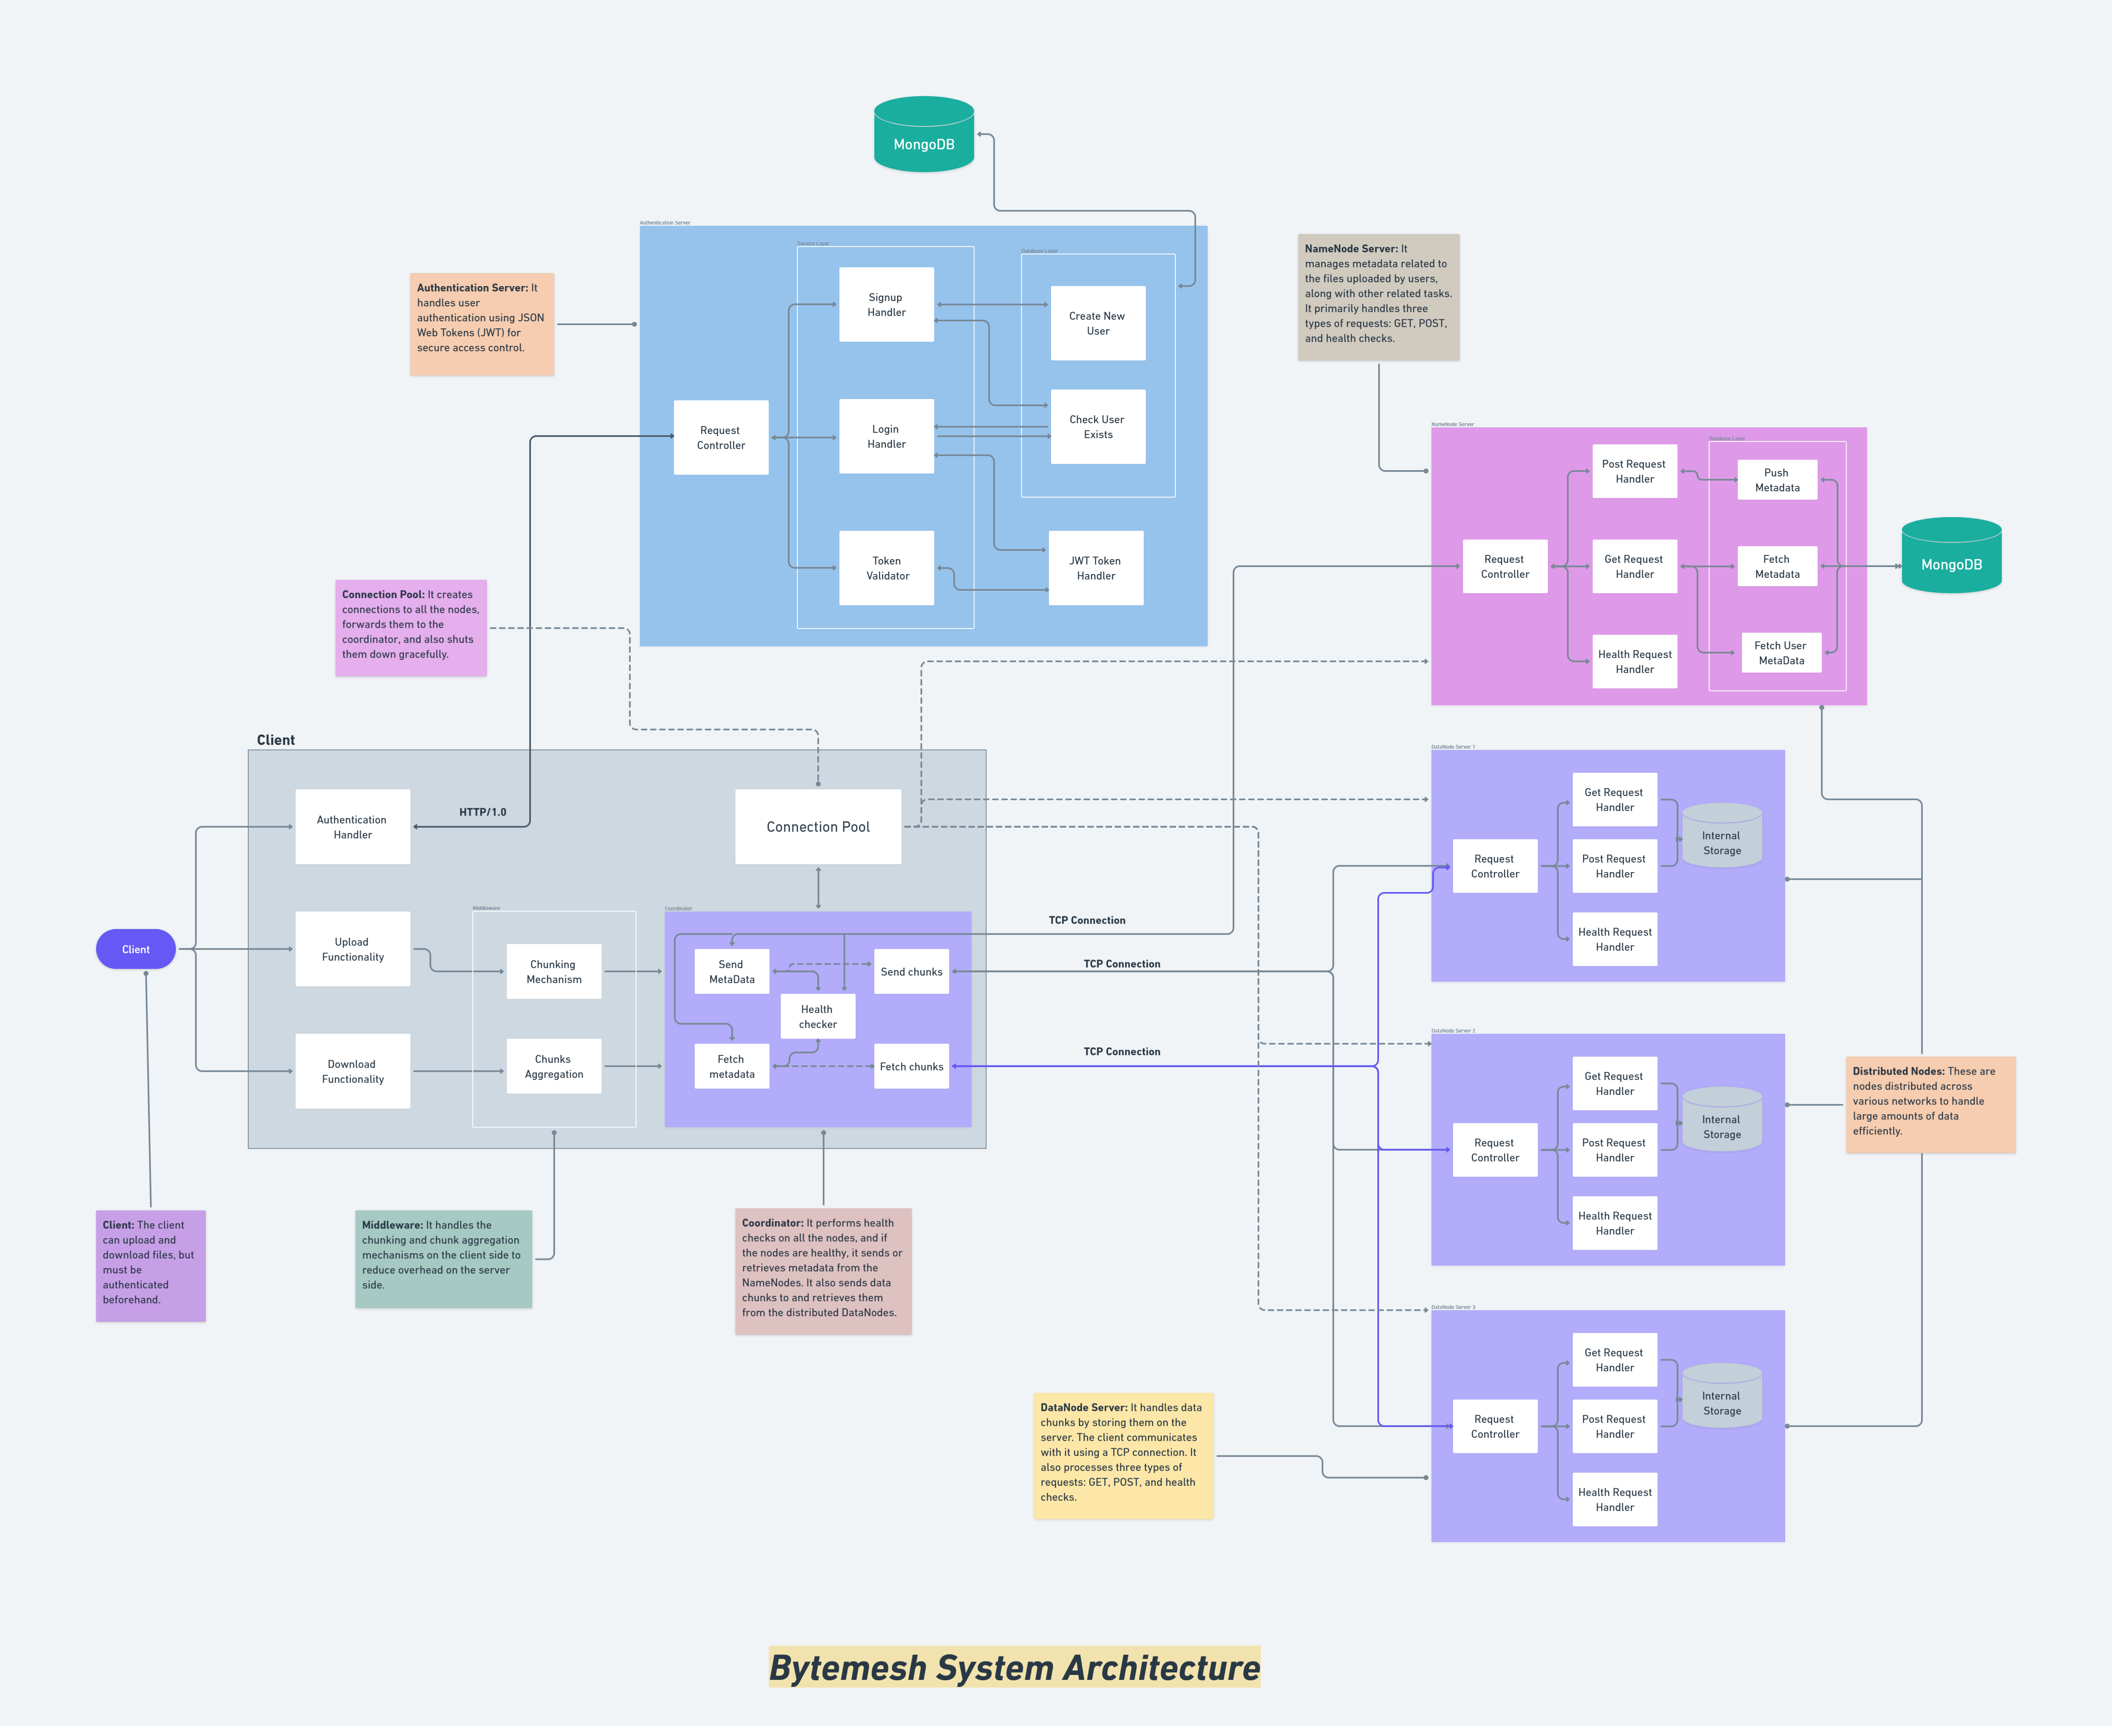 MongoDB
Authentication Server
Service Layer
Database Layer
Signup
Handler
Create New
User
Request
Controller
Login
Handler
Check User
Exists
Token
Validator
JWT Token
Handler
Authentication Server: It
handles user
authentication using JSON
Web Tokens (JWT) for
secure access control.
NameNode Server: It
manages metadata related to
the files uploaded by users,
along with other related tasks.
It primarily handles three
types of requests: GET, POST,
and health checks.
NameNode Server
Database Layer
Post Request
Handler
Push
Metadata
Request
Controller
Get Request
Handler
Fetch
Metadata
MongoDB
Health Request
Handler
Fetch User
MetaData
Connection Pool: It creates
connections to all the nodes,
forwards them to the
coordinator, and also shuts
them down gracefully.
Client
Authentication
Handler
HTTP/1.0
Connection Pool
Client
Upload
Functionality
Download
Functionality
Middleware
Chunking
Mechanism
Chunks
Aggregation
Coordinator
Send
MetaData
Send chunks
Health
checker
Fetch
metadata
Fetch chunks
TCP Connection
TCP Connection
TCP Connection
DataNode Server 1
Get Request
Handler
Internal
Storage
Request
Controller
Post Request
Handler
Health Request
Handler
DataNode Server 2
Get Request
Handler
Internal
Storage
Request
Controller
Post Request
Handler
Health Request
Handler
Distributed Nodes: These are
nodes distributed across
various networks to handle
large amounts of data
efficiently.
DataNode Server 3
Get Request
Handler
Internal
Storage
Request
Controller
Post Request
Handler
Health Request
Handler
Client: The client
can upload and
download files, but
must be
authenticated
beforehand.
Middleware: It handles the
chunking and chunk aggregation
mechanisms on the client side to
reduce overhead on the server
side.
Coordinator: It performs health
checks on all the nodes, and if
the nodes are healthy, it sends or
retrieves metadata from the
NameNodes. It also sends data
chunks to and retrieves them
from the distributed DataNodes.
DataNode Server: It handles data
chunks by storing them on the
server. The client communicates
with it using a TCP connection. It
also processes three types of
requests: GET, POST, and health
checks.
Bytemesh System Architecture